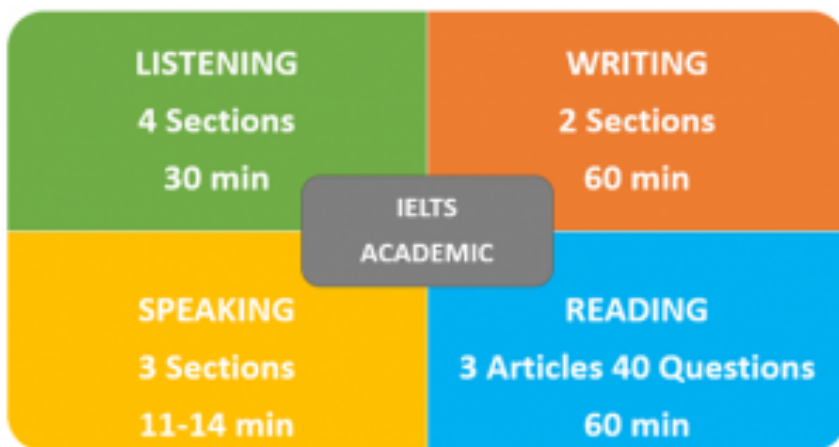 LISTENING
4 Sections
30 min
WRITING
2 Sections
60 min
IELTS
ACADEMIC
SPEAKING
3 Sections
11-14 min
READING
3 Articles 40 Questions
60 min